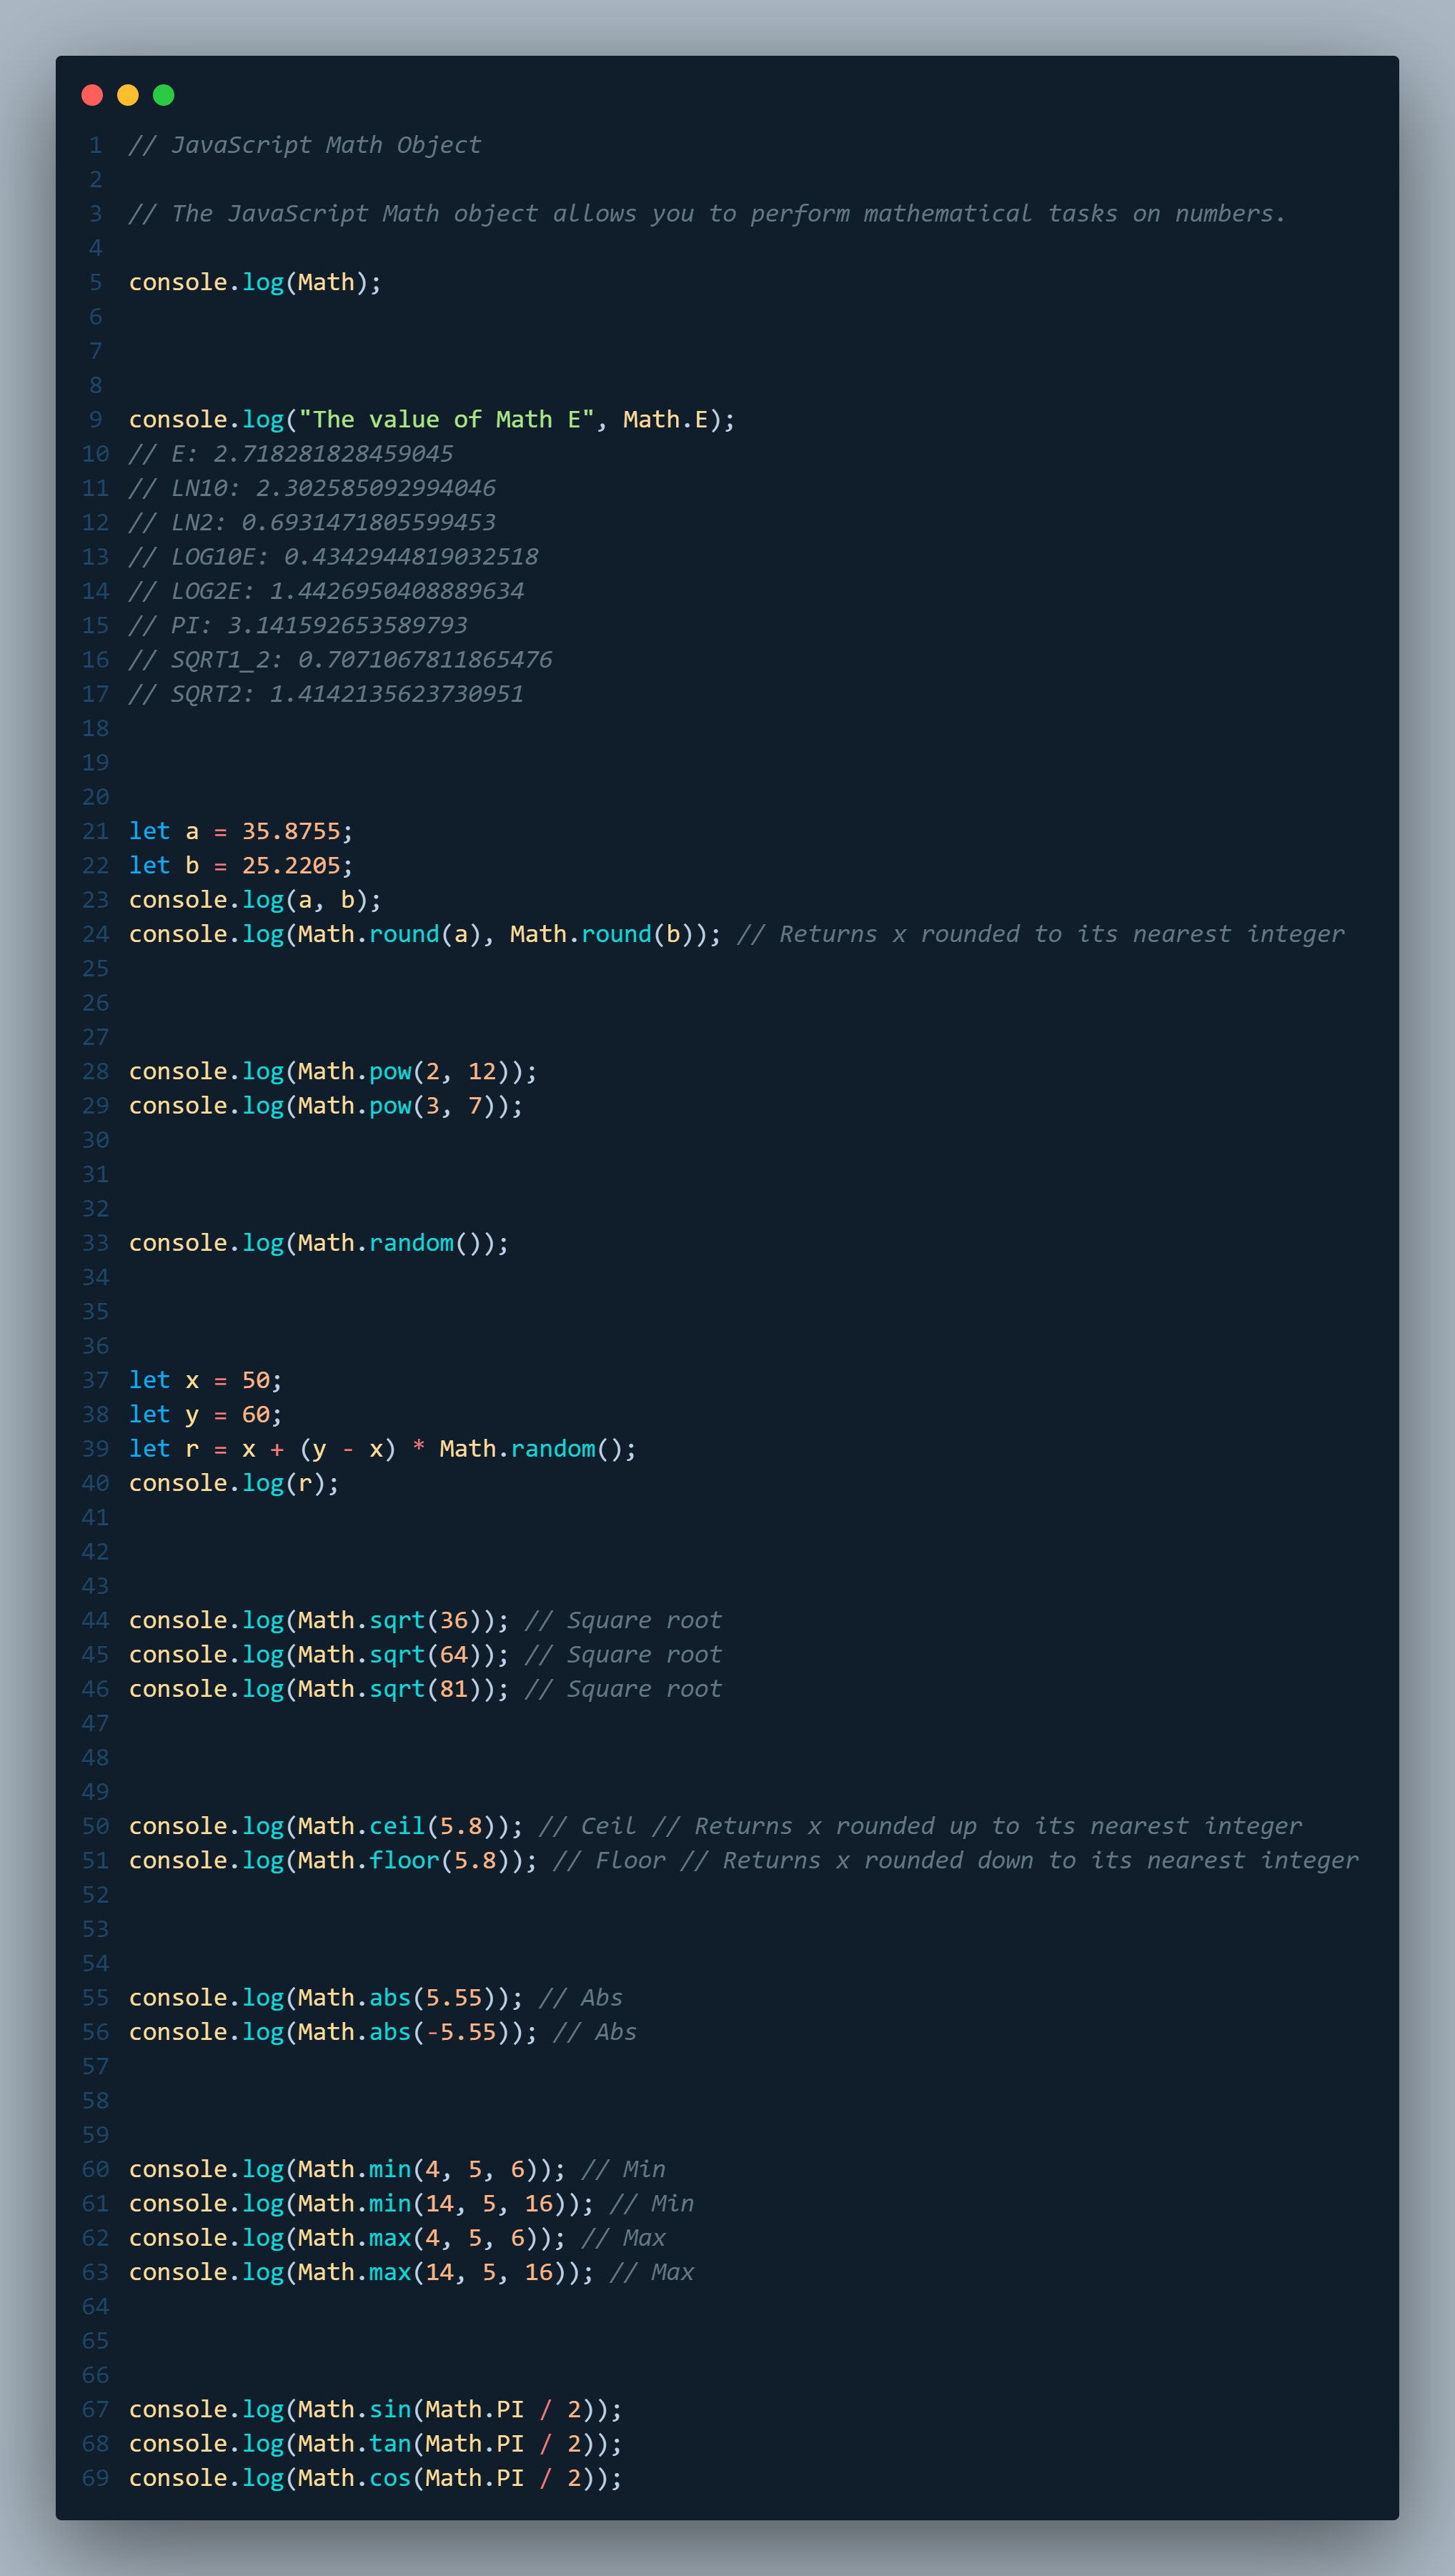 1 // JavaScript Math Object
2
3 // The JavaScript Math object allows you to perform mathematical tasks on numbers.
4
5 console.log(Math);
6
7
8
9 console.log("The value of Math E", Math.E);
10 // E: 2.718281828459045
11 // LN10: 2.302585092994046
12 // LN2: 0.6931471805599453
13 // LOG10E: 0.4342944819032518
14 // LOG2E: 1.4426950408889634
15 // PI: 3.141592653589793
16 // SQRT1_2: 0.7071067811865476
17 // SQRT2: 1.4142135623730951
18
19
20
21 let a = 35.8755;
22 let b = 25.2205;
23 console.log(a, b);
24 console.log(Math.round(a), Math.round(b)); // Returns x rounded to its nearest integer
25
26
27
28 console.log(Math.pow(2, 12));
29 console.log(Math.pow(3, 7));
30
31
32
33 console.log(Math.random());
34
35
36
37 let x = 50;
38 let y = 60;
39 let r = x + (y - x) * Math.random();
40 console.log(r);
41
42
43
44 console.log(Math.sqrt(36)); // Square root
45 console.log(Math.sqrt(64)); // Square root
46 console.log(Math.sqrt(81)); // Square root
47
48
49
50 console.log(Math.ceil(5.8)); // Ceil // Returns x rounded up to its nearest integer
51 console.log(Math.floor(5.8)); // Floor // Returns x rounded down to its nearest integer
52
53
54
55 console.log(Math.abs(5.55)); // Abs
56 console.log(Math.abs(-5.55)); // Abs
57
58
59
60 console.log(Math.min(4, 5, 6)); // Min
61 console.log(Math.min(14, 5, 16)); // Min
62 console.log(Math.max(4, 5, 6)); // Max
63 console.log(Math.max(14, 5, 16)); // Max
64
65
66
67 console.log(Math.sin(Math.PI / 2));
68 console.log(Math.tan(Math.PI / 2));
69 console.log(Math.cos(Math.PI / 2));